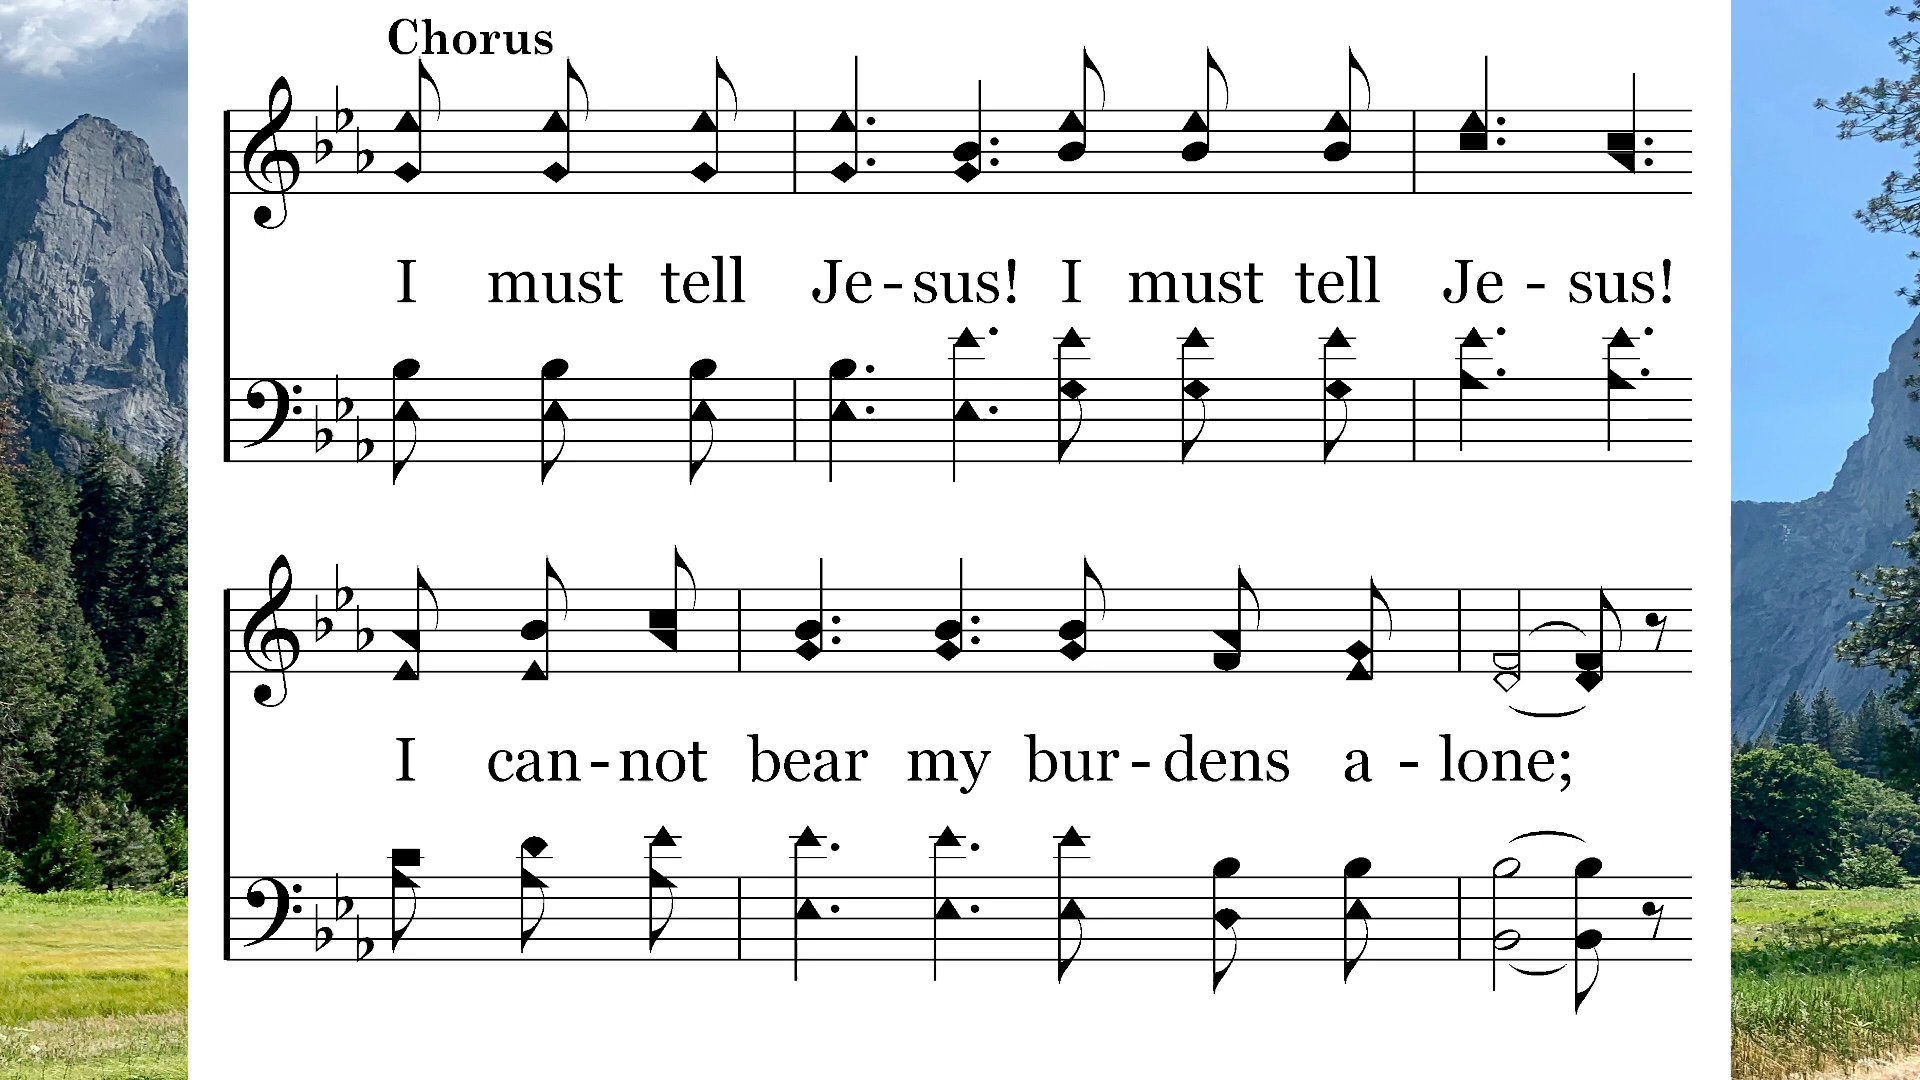 Chorus
I must tell Je-sus! I must tell Je - sus!
I can-not bear my bur-dens a - lone;